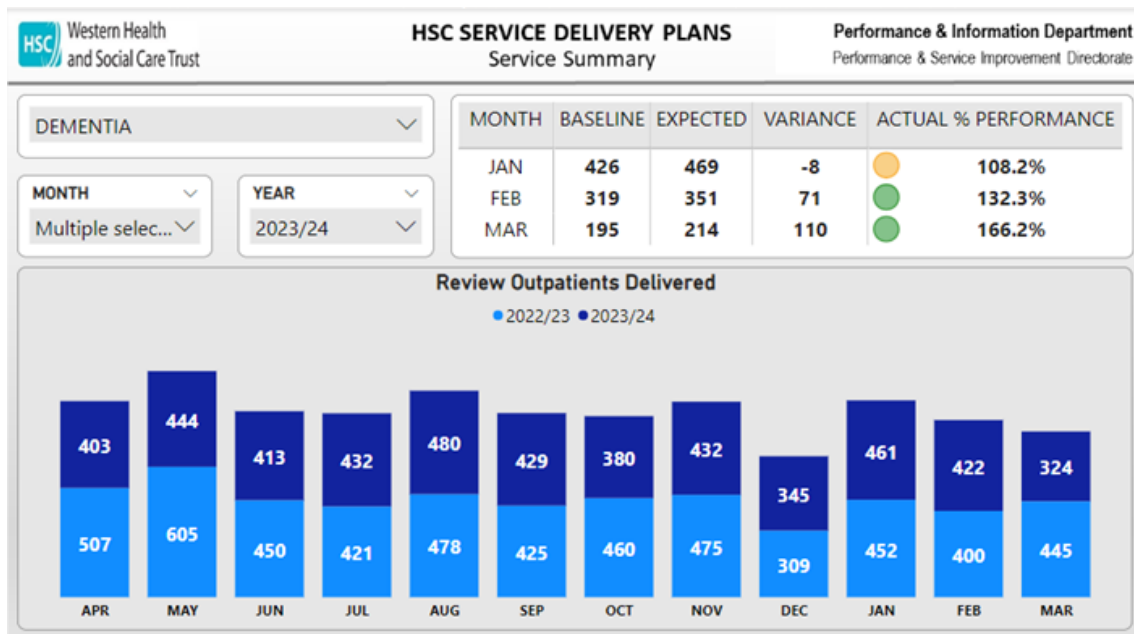 HSC
Western Health
and Social Care Trust
HSC SERVICE DELIVERY PLANS
Service Summary
Performance & Information Department
Performance & Service Improvement Directorate
DEMENTIA
MONTH
Multiple selec...
YEAR
2023/24
MONTH BASELINE EXPECTED VARIANCE ACTUAL % PERFORMANCE
JAN 426 469 -8 108.2%
FEB 319 351 71 132.3%
MAR 195 214 110 166.2%
Review Outpatients Delivered
2022/23 2023/24
403 444 413 432 480 429 380 432 345 461 422 324
507 605 450 421 478 425 460 475 309 452 400 445
APR MAY JUN JUL AUG SEP OCT NOV DEC JAN FEB MAR